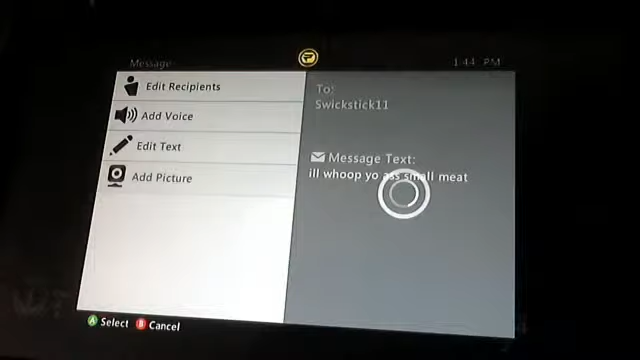 Message
1:44 PM
Edit Recipients
Add Voice
Edit Text
Add Picture
To:
Swickstick11
Message Text:
ill whoop yo ass small meat
A Select B Cancel